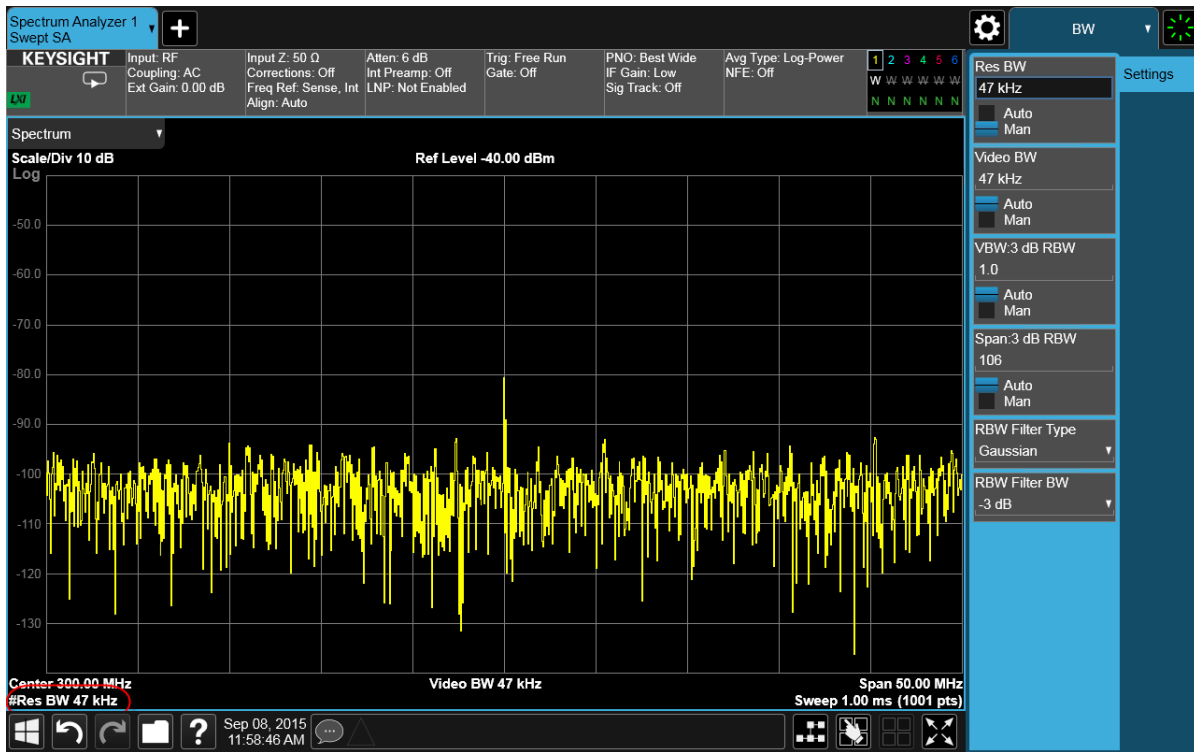 Spectrum Analyzer 1
Swept SA
BW
KEYSIGHT
LXI
Input: RF
Coupling: AC
Ext Gain: 0.00 dB
Input Z: 50 Ω
Corrections: Off
Freq Ref: Sense, Int
Align: Auto
Atten: 6 dB
Int Preamp: Off
LNP: Not Enabled
Trig: Free Run
Gate: Off
PNO: Best Wide
IF Gain: Low
Sig Track: Off
Avg Type: Log-Power
NFE: Off
1 2 3 4 5 6
W W W W W W
N N N N N N
Spectrum
Scale/Div 10 dB
Ref Level -40.00 dBm
Log
-50.0
-60.0
-70.0
-80.0
-90.0
-100
-110
-120
-130
Center 300.00 MHz
Video BW 47 kHz
Span 50.00 MHz
#Res BW 47 kHz
Sweep 1.00 ms (1001 pts)
Res BW
47 kHz
Auto
Man
Video BW
47 kHz
Auto
Man
VBW:3 dB RBW
1.0
Auto
Man
Span:3 dB RBW
106
Auto
Man
RBW Filter Type
Gaussian
RBW Filter BW
-3 dB
Settings
?
Sep 08, 2015
11:58:46 AM